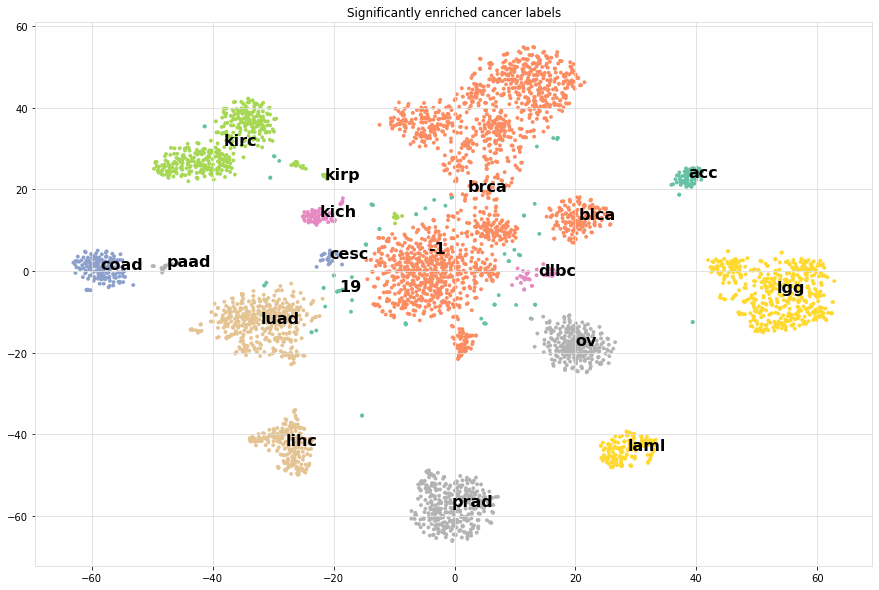 Significantly enriched cancer labels
60
40
20
0
−20
−40
−60
−60
−40
−20
0
20
40
60
kirc
kirp
acc
brca
kich
blca
-1
cesc
coad
paad
dlbc
19
lgg
luad
ov
lihc
laml
prad